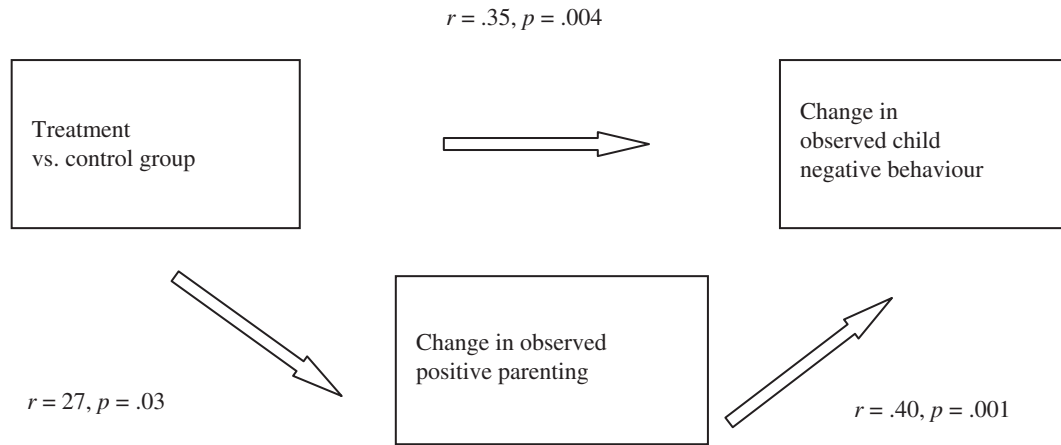 r = .35, p = .004
Treatment
vs. control group
Change in
observed child
negative behaviour
Change in observed
positive parenting
r = 27, p = .03
r = .40, p = .001